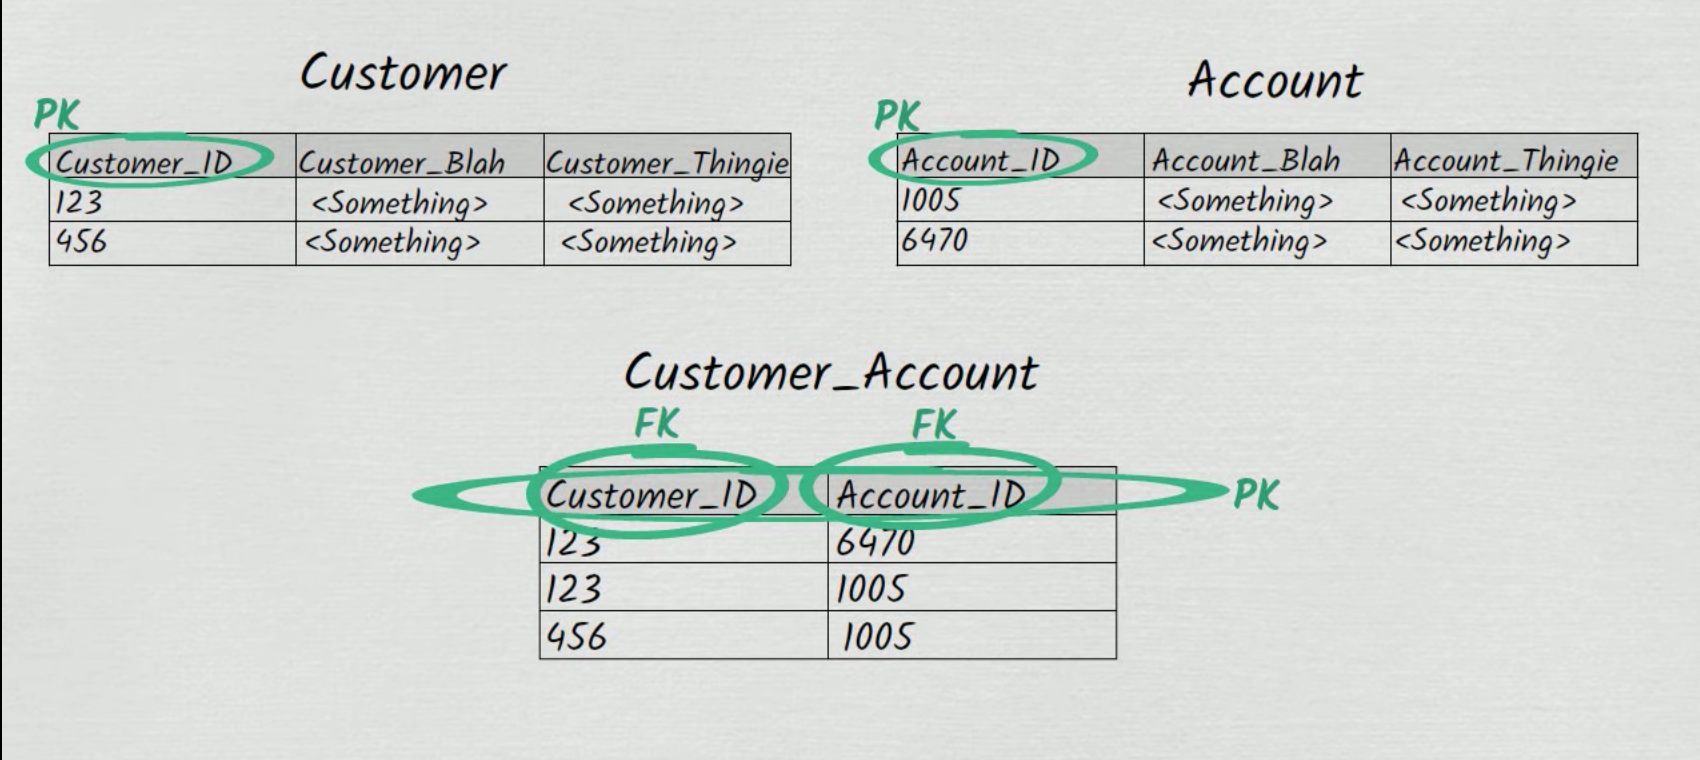 Customer
PK
Customer_ID Customer_Blah Customer_Thingie
123 <Something> <Something>
456 <Something> <Something>
Account
PK
Account_ID Account_Blah Account_Thingie
1005 <Something> <Something>
6470 <Something> <Something>
Customer_Account
FK FK
Customer_ID Account_ID PK
123 6470
123 1005
456 1005